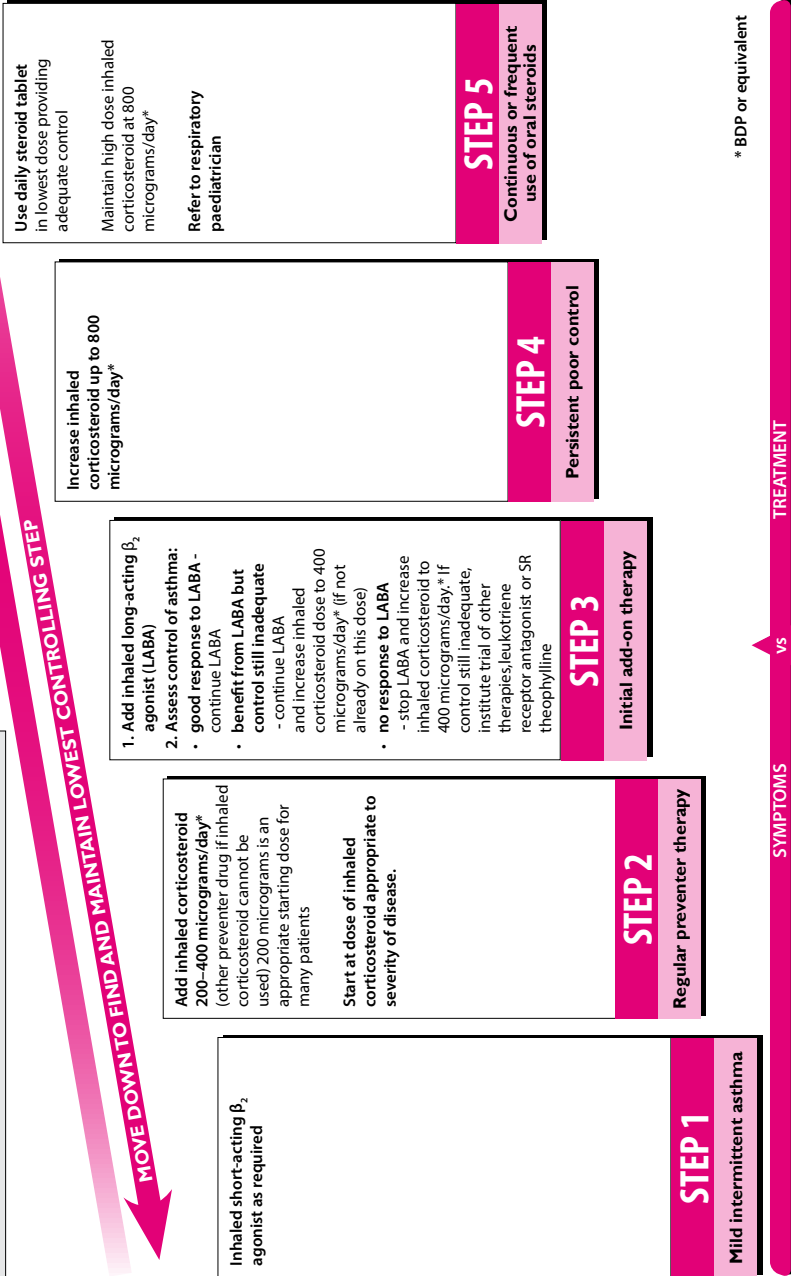 MOVE DOWN TO FIND AND MAINTAIN LOWEST CONTROLLING STEP
Inhaled short-acting β₂
agonist as required
STEP 1
Mild intermittent asthma
Add inhaled corticosteroid
200–400 micrograms/day*
(other preventer drug if inhaled
corticosteroid cannot be
used) 200 micrograms is an
appropriate starting dose for
many patients
Start at dose of inhaled
corticosteroid appropriate to
severity of disease.
STEP 2
Regular preventer therapy
1. Add inhaled long-acting β₂
agonist (LABA)
2. Assess control of asthma:
• good response to LABA -
continue LABA
• benefit from LABA but
control still inadequate
- continue LABA
and increase inhaled
corticosteroid dose to 400
micrograms/day* (if not
already on this dose)
• no response to LABA
- stop LABA and increase
inhaled corticosteroid to
400 micrograms/day.* If
control still inadequate,
institute trial of other
therapies,leukotriene
receptor antagonist or SR
theophylline
STEP 3
Initial add-on therapy
Increase inhaled
corticosteroid up to 800
micrograms/day*
STEP 4
Persistent poor control
Use daily steroid tablet
in lowest dose providing
adequate control
Maintain high dose inhaled
corticosteroid at 800
micrograms/day*
Refer to respiratory
paediatrician
STEP 5
Continuous or frequent
use of oral steroids
* BDP or equivalent
SYMPTOMS vs TREATMENT